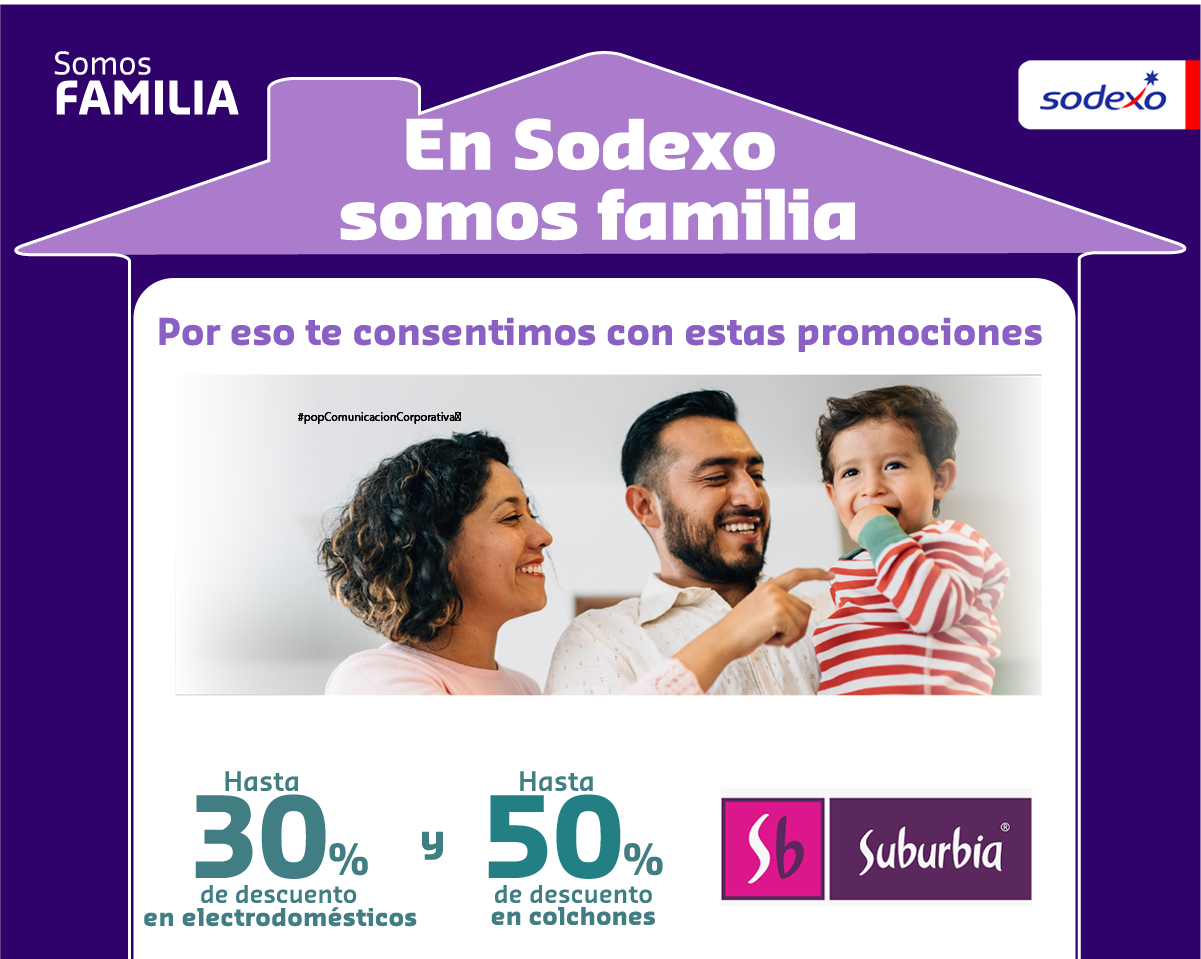 Somos
FAMILIA
sodexo
En Sodexo
somos familia
Por eso te consentimos con estas promociones
#popComunicacionCorporativa
Hasta
30%
de descuento
en electrodomésticos
y
Hasta
50%
de descuento
en colchones
Sb
Suburbia®